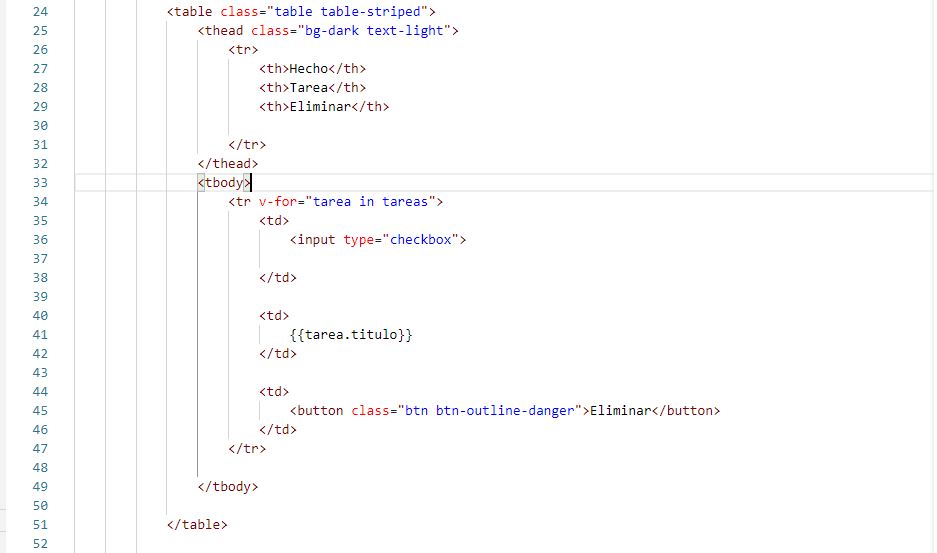 24 <table class="table table-striped">
25 <thead class="bg-dark text-light">
26 <tr>
27 <th>Hecho</th>
28 <th>Tarea</th>
29 <th>Eliminar</th>
30
31 </tr>
32 </thead>
33 <tbody>
34 <tr v-for="tarea in tareas">
35 <td>
36 <input type="checkbox">
37
38 </td>
39
40 <td>
41 {{tarea.titulo}}
42 </td>
43
44 <td>
45 <button class="btn btn-outline-danger">Eliminar</button>
46 </td>
47 </tr>
48
49 </tbody>
50
51 </table>
52